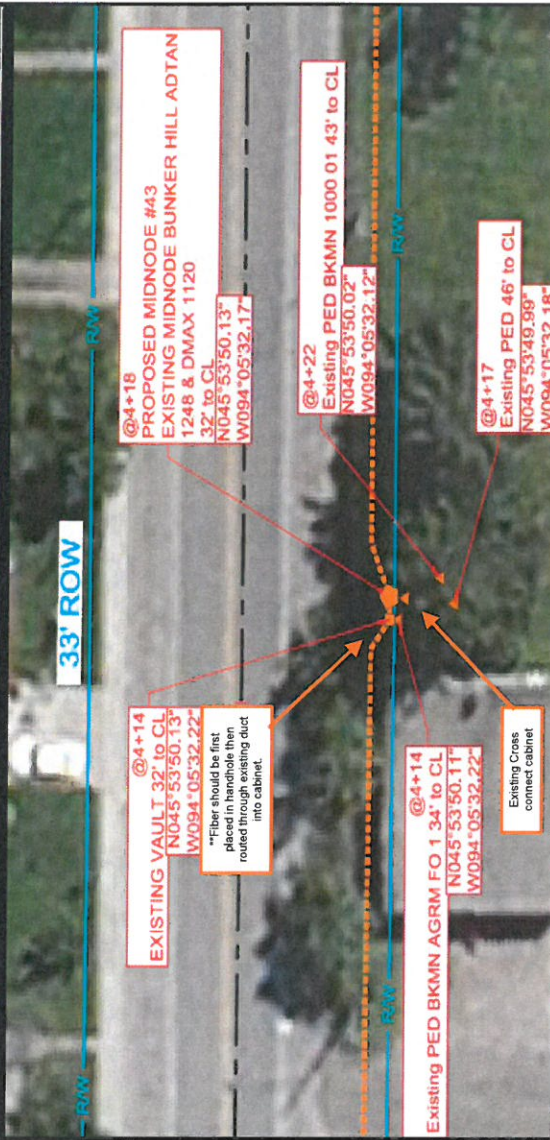 R/W
33' ROW
R/W
@4+18
PROPOSED MIDNODE #43
EXISTING MIDNODE BUNKER HILL ADTAN
1248 & DMAX 1120
32' to CL
N045°53'50.13"
W094°05'32.17"
@4+14
EXISTING VAULT 32' to CL
N045°53'50.13"
W094°05'32.22"
**Fiber should be first
placed in handhole then
routed through existing duct
into cabinet.
@4+22
Existing PED BKMN 1000 01 43' to CL
N045°53'50.02"
W094°05'32.12"
R/W
R/W
@4+14
Existing PED BKMN AGRM FO 1 34' to CL
N045°53'50.11"
W094°05'32.22"
Existing Cross
connect cabinet
@4+17
Existing PED 46' to CL
N045°53'49.99"
W094°05'32.18"